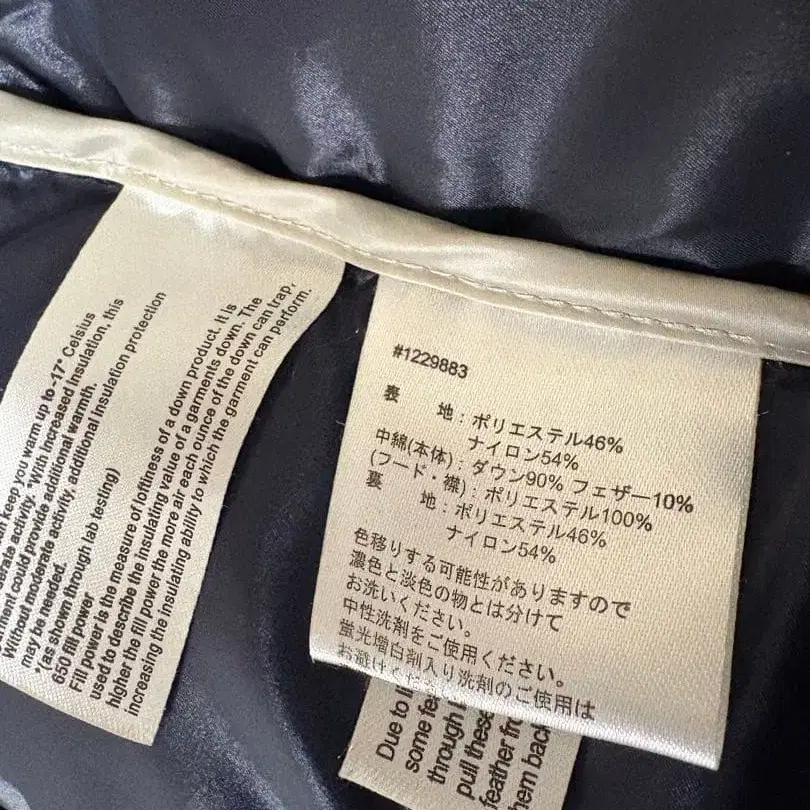 keep you warm up to -17° Celsius
activity. *With increased insulation, this
could provide additional warmth.
Without moderate activity, additional insulation protection
may be needed.
*(as shown through lab testing)
650 fill power
Fill power is the measure of loftiness of a down product. It is
used to describe the insulating value of a garments down. The
higher the fill power the more air each ounce of the down can trap,
increasing the insulating ability to which the garment can perform.
#1229883
表 地：ポリエステル46%
ナイロン54%
中綿(本体)：ダウン90% フェザー10%
(フード・襟)：ポリエステル100%
裏 地：ポリエステル46%
ナイロン54%
色移りする可能性がありますので
濃色と淡色の物とは分けて
お洗いください。
中性洗剤をご使用ください。
蛍光増白剤入り洗剤のご使用は
お避けくだ
Due to
some
through
pull
feather
back